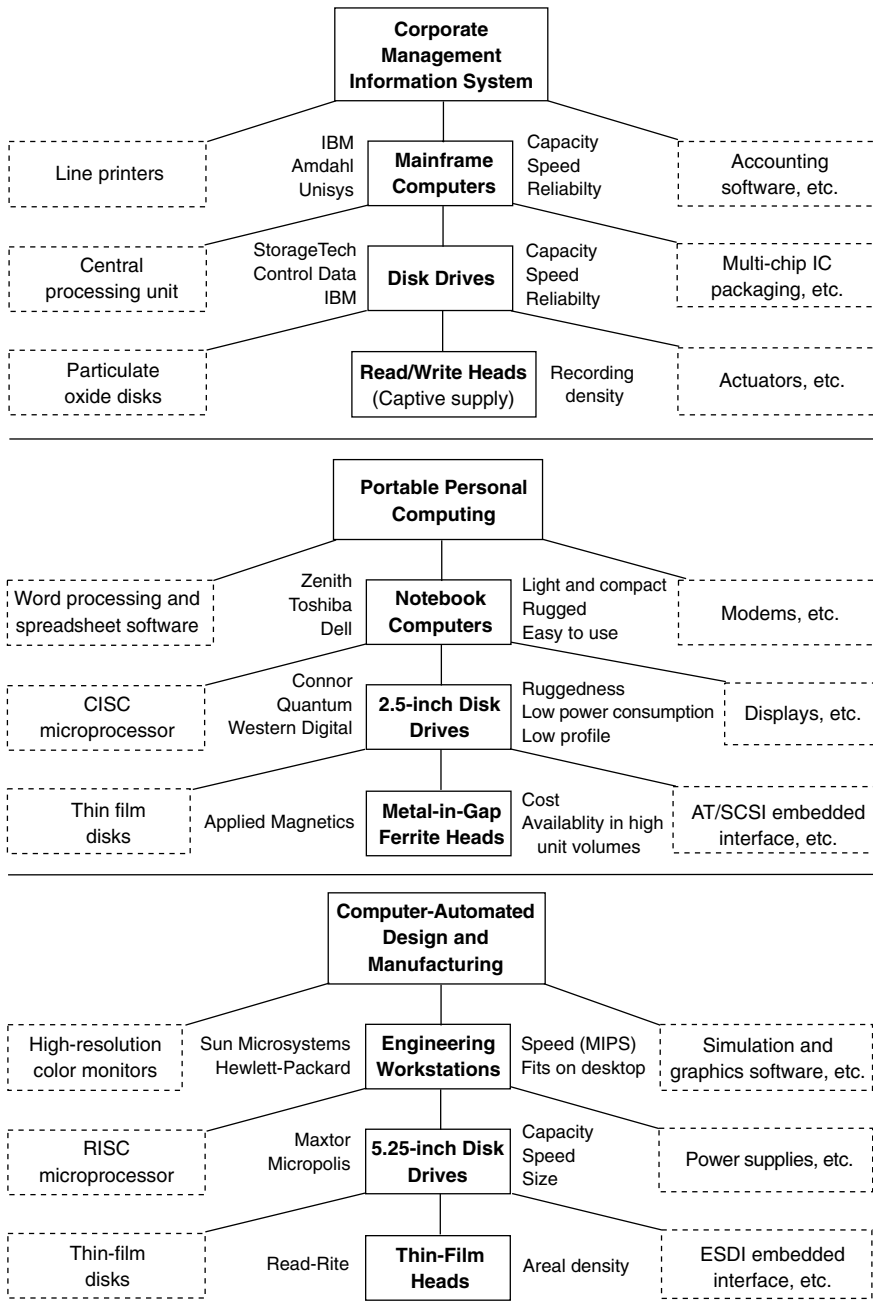 Corporate
Management
Information System
Line printers
IBM
Amdahl
Unisys
Mainframe
Computers
Capacity
Speed
Reliabilty
Accounting
software, etc.
Central
processing unit
StorageTech
Control Data
IBM
Disk Drives
Capacity
Speed
Reliabilty
Multi-chip IC
packaging, etc.
Particulate
oxide disks
Read/Write Heads
(Captive supply)
Recording
density
Actuators, etc.
Portable Personal
Computing
Word processing and
spreadsheet software
Zenith
Toshiba
Dell
Notebook
Computers
Light and compact
Rugged
Easy to use
Modems, etc.
CISC
microprocessor
Connor
Quantum
Western Digital
2.5-inch Disk
Drives
Ruggedness
Low power consumption
Low profile
Displays, etc.
Thin film
disks
Applied Magnetics
Metal-in-Gap
Ferrite Heads
Cost
Availablity in high
unit volumes
AT/SCSI embedded
interface, etc.
Computer-Automated
Design and
Manufacturing
High-resolution
color monitors
Sun Microsystems
Hewlett-Packard
Engineering
Workstations
Speed (MIPS)
Fits on desktop
Simulation and
graphics software, etc.
RISC
microprocessor
Maxtor
Micropolis
5.25-inch Disk
Drives
Capacity
Speed
Size
Power supplies, etc.
Thin-film
disks
Read-Rite
Thin-Film
Heads
Areal density
ESDI embedded
interface, etc.